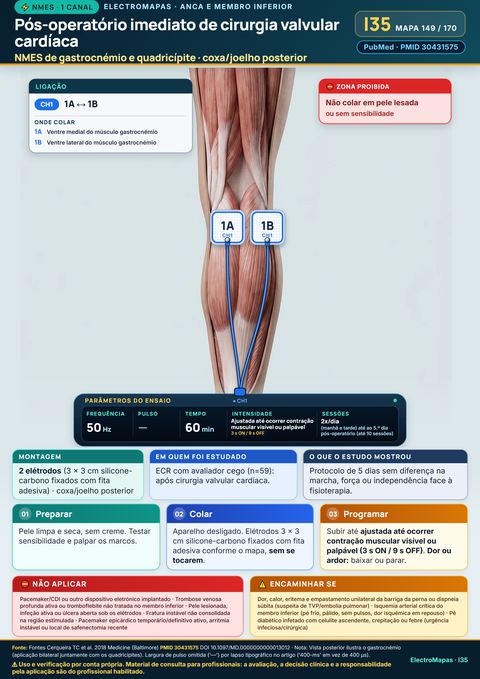 NMES · 1 CANAL ELECTROMAPAS · ANCA E MEMBRO INFERIOR
Pós-operatório imediato de cirurgia valvular
cardíaca
NMES de gastrocnémio e quadricípite · coxa/joelho posterior
I35 MAPA 149 / 170
PubMed · PMID 30431575
LIGAÇÃO
CH1 1A ↔ 1B
ONDE COLAR
1A Ventre medial do músculo gastrocnémio
1B Ventre lateral do músculo gastrocnémio
ZONA PROIBIDA
Não colar em pele lesada
ou sem sensibilidade
1A
CH1
1B
CH1
CH1
PARÂMETROS DO ENSAIO
FREQUÊNCIA
50 Hz
PULSO
—
TEMPO
60 min
INTENSIDADE
Ajustada até ocorrer contração
muscular visível ou palpável
3 s ON / 9 s OFF
SESSÕES
2x/dia
(manhã e tarde) até ao 5.º dia
pós-operatório (até 10 sessões)
MONTAGEM
2 elétrodos (3 × 3 cm silicone-
carbono fixados com fita
adesiva) · coxa/joelho posterior
EM QUEM FOI ESTUDADO
ECR com avaliador cego (n=59):
após cirurgia valvular cardíaca.
O QUE O ESTUDO MOSTROU
Protocolo de 5 dias sem diferença na
marcha, força ou independência face à
fisioterapia.
01 Preparar
Pele limpa e seca, sem creme. Testar
sensibilidade e palpar os marcos.
02 Colar
Aparelho desligado. Elétrodos 3 × 3
cm silicone-carbono fixados com fita
adesiva conforme o mapa, sem se
tocarem.
03 Programar
Subir até ajustada até ocorrer
contração muscular visível ou
palpável (3 s ON / 9 s OFF). Dor ou
ardor: baixar ou parar.
NÃO APLICAR
Pacemaker/CDI ou outro dispositivo eletrónico implantado · Trombose venosa
profunda ativa ou tromboflebite não tratada no membro inferior · Pele lesionada,
infeção ativa ou úlcera aberta sob os elétrodos · Fratura instável não consolidada
na região estimulada · Pacemaker epicárdico temporário/definitivo ativo, arritmia
instável ou local de safenectomia recente
ENCAMINHAR SE
Dor, calor, eritema e empastamento unilateral da barriga da perna ou dispneia
súbita (suspeita de TVP/embolia pulmonar) · Isquemia arterial crítica do
membro inferior (pé frio, pálido, sem pulsos, dor isquémica em repouso) · Pé
diabético infetado com celulite ascendente, crepitação ou febre (urgência
infeciosa/cirúrgica)
Fonte: Fontes Cerqueira TC et al. 2018 Medicine (Baltimore) PMID 30431575 DOI 10.1097/MD.0000000000013012 · Nota: Vista posterior ilustra o gastrocnémio
(aplicação bilateral juntamente com os quadricípites). Largura de pulso omitida ('—') por lapso tipográfico no artigo ('400-ms' em vez de 400 µs).
Uso e verificação por conta própria. Material de consulta para profissionais: a avaliação, a decisão clínica e a responsabilidade
pela aplicação são do profissional habilitado.
ElectroMapas · I35